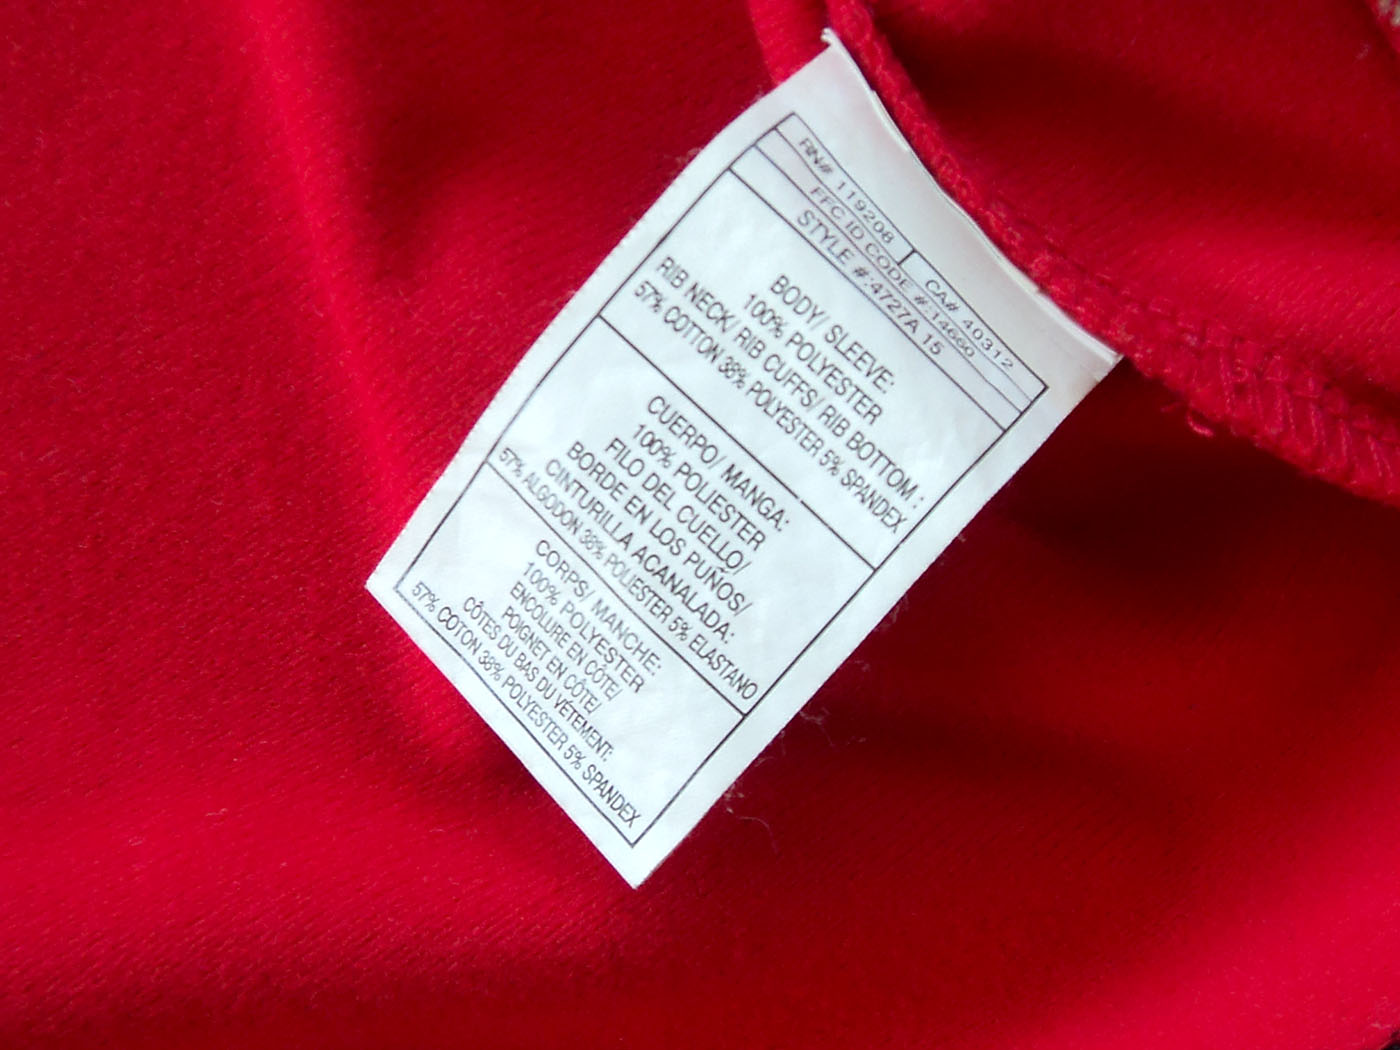 RN# 119208 CA# 40312
FFC ID CODE #:14660
STYLE #:4727A 15
BODY/ SLEEVE:
100% POLYESTER
RIB NECK/ RIB CUFFS/ RIB BOTTOM :
57% COTTON 38% POLYESTER 5% SPANDEX
CUERPO/ MANGA:
100% POLIESTER
FILO DEL CUELLO/
BORDE EN LOS PUÑOS/
CINTURILLA ACANALADA:
57% ALGODON 38% POLIESTER 5% ELASTANO
CORPS/ MANCHE:
100% POLYESTER
ENCOLURE EN CÔTE/
POIGNET EN CÔTE/
CÔTES DU BAS DU VÉTEMENT:
57% COTON 38% POLYESTER 5% SPANDEX